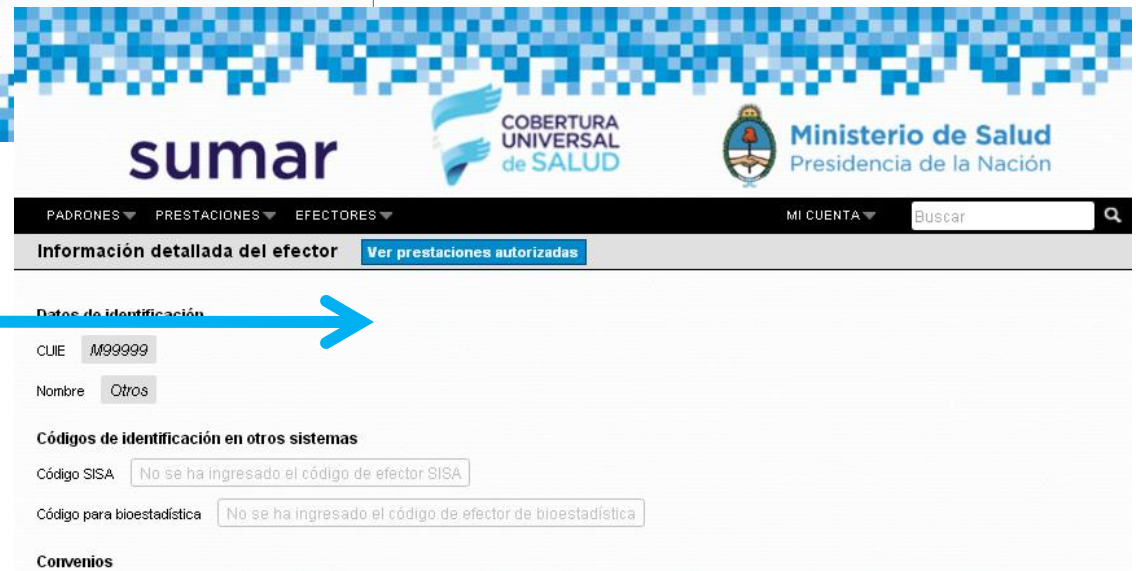 sumar
COBERTURA
UNIVERSAL
de SALUD
Ministerio de Salud
Presidencia de la Nación
PADRONES PRESTACIONES EFECTORES MI CUENTA Buscar
Información detallada del efector Ver prestaciones autorizadas
Datos de identificación
CUIE M99999
Nombre Otros
Códigos de identificación en otros sistemas
Código SISA No se ha ingresado el código de efector SISA
Código para bioestadística No se ha ingresado el código de efector de bioestadística
Convenios